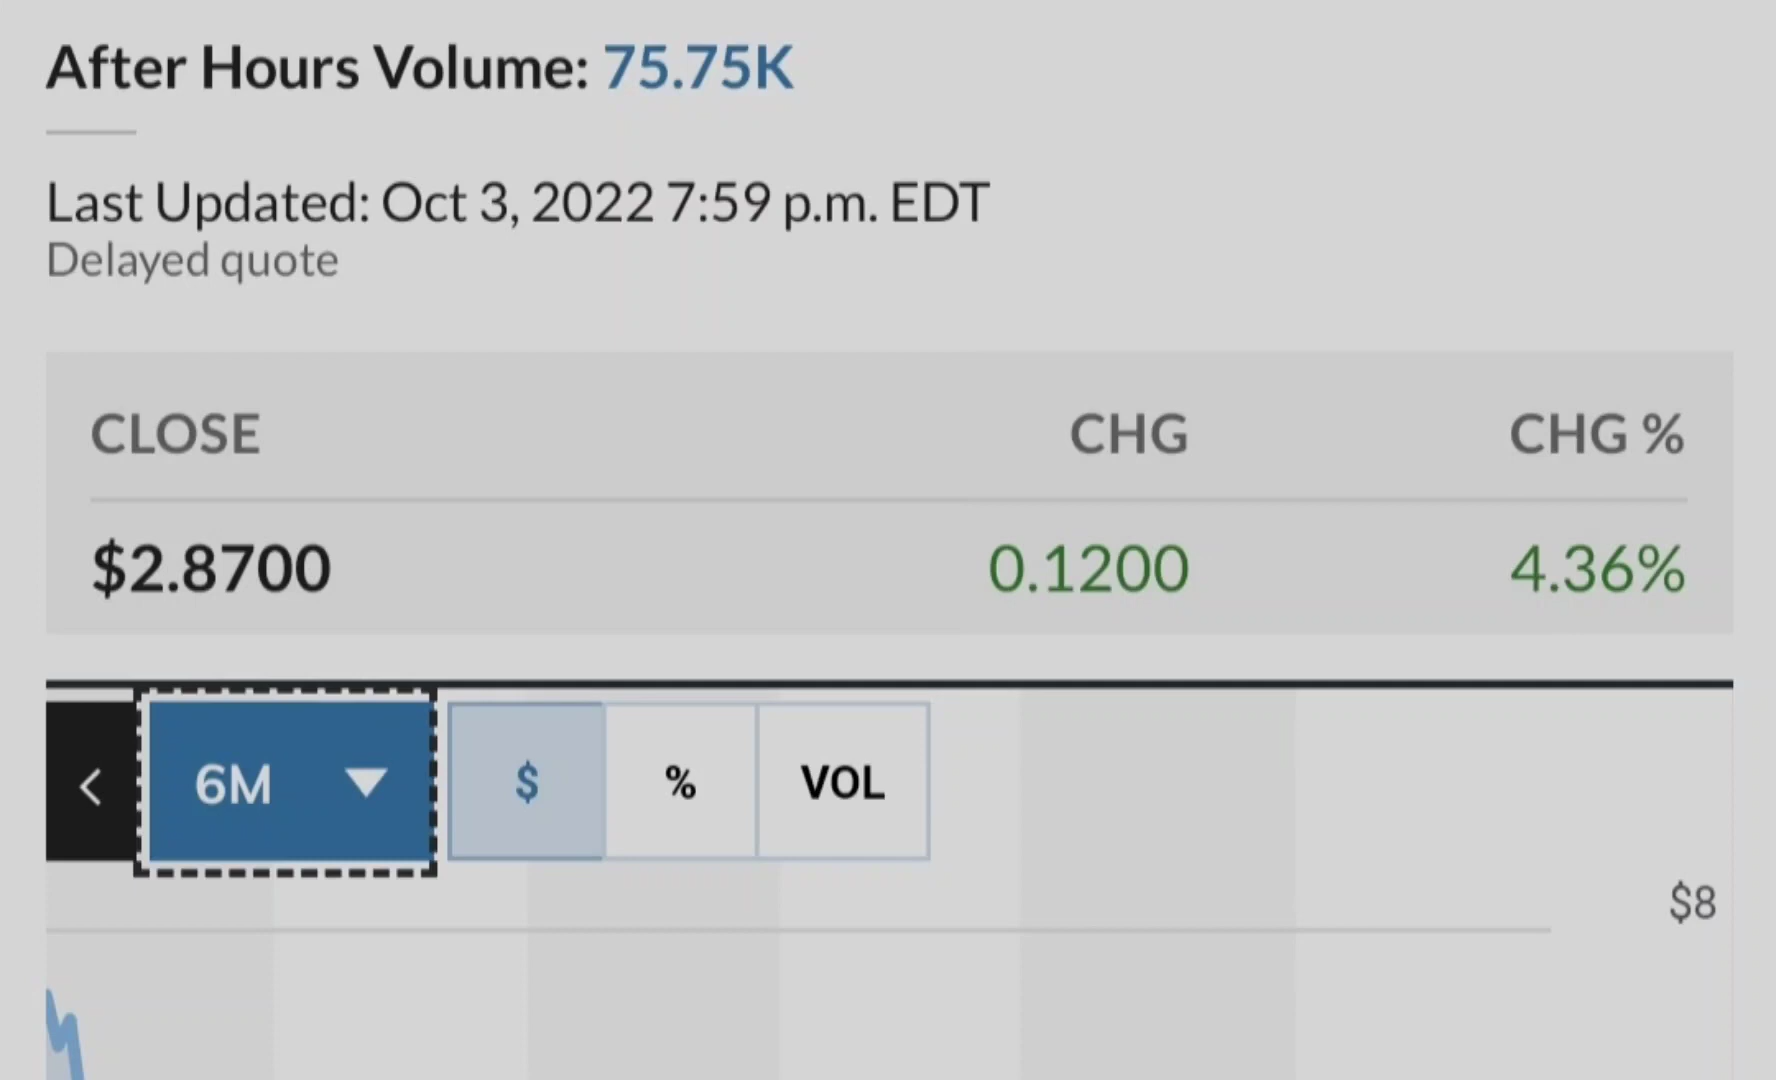 After Hours Volume: 75.75K
Last Updated: Oct 3, 2022 7:59 p.m. EDT
Delayed quote
CLOSE CHG CHG %
$2.8700 0.1200 4.36%
6M $ % VOL
$8